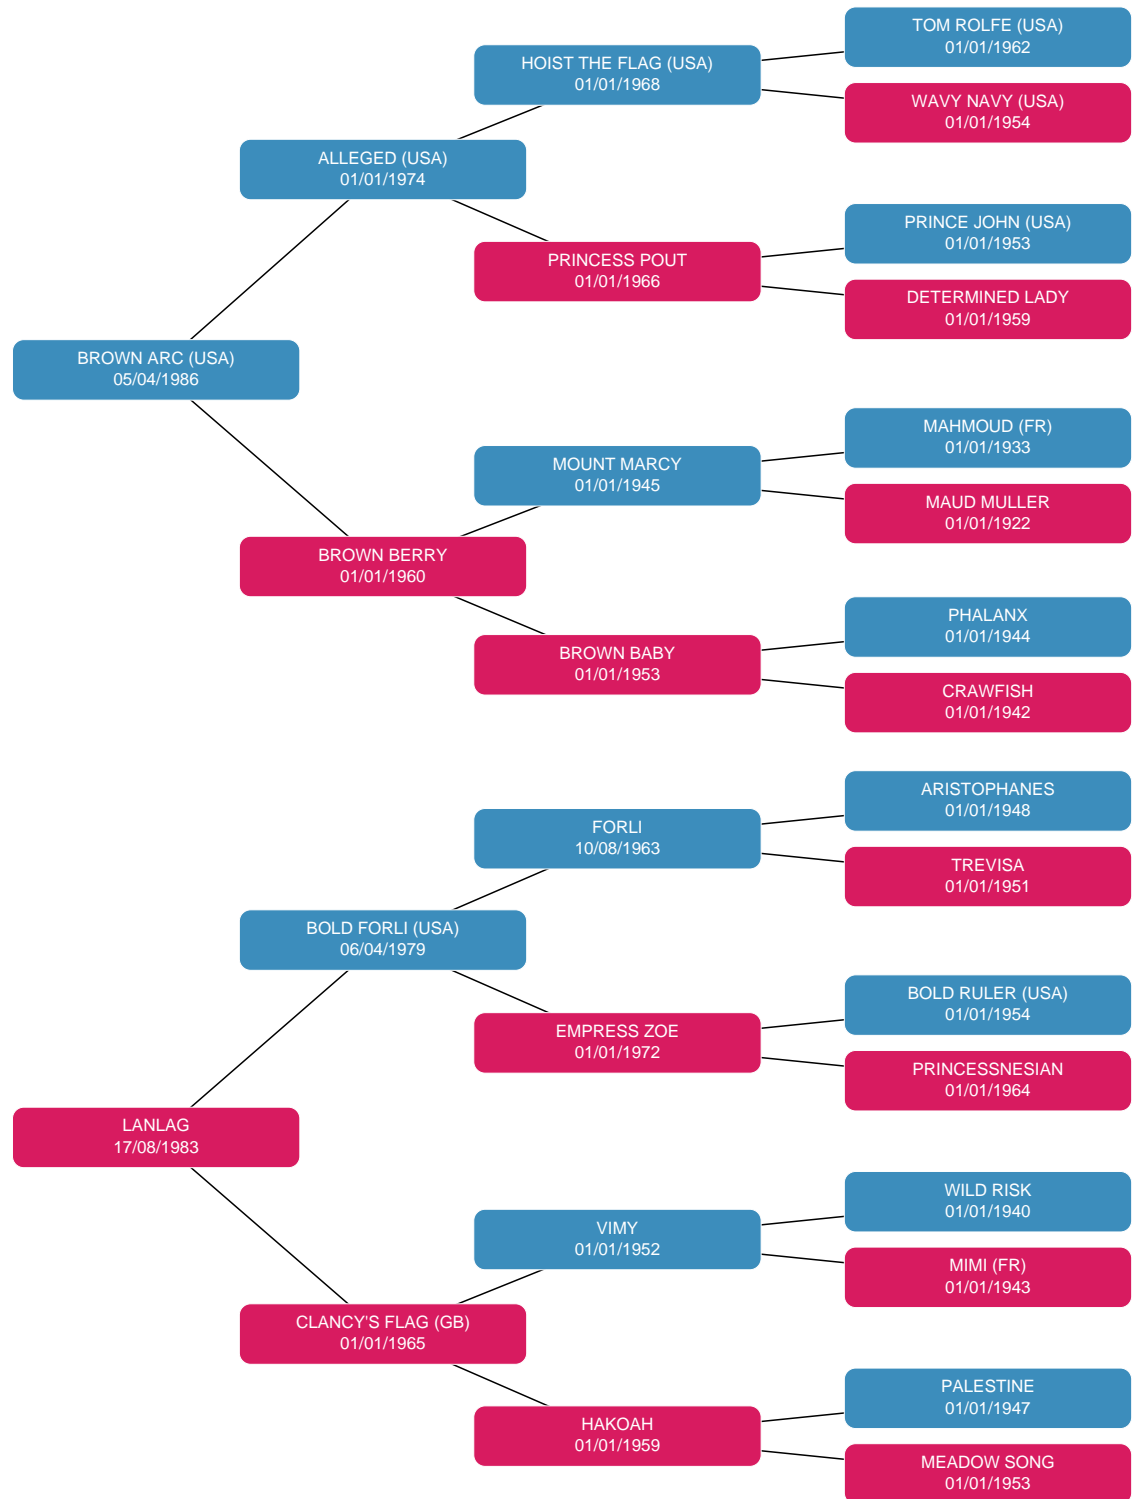 TOM ROLFE (USA)
01/01/1962
HOIST THE FLAG (USA)
01/01/1968
WAVY NAVY (USA)
01/01/1954
ALLEGED (USA)
01/01/1974
PRINCE JOHN (USA)
01/01/1953
PRINCESS POUT
01/01/1966
DETERMINED LADY
01/01/1959
BROWN ARC (USA)
05/04/1986
MAHMOUD (FR)
01/01/1933
MOUNT MARCY
01/01/1945
MAUD MULLER
01/01/1922
BROWN BERRY
01/01/1960
PHALANX
01/01/1944
BROWN BABY
01/01/1953
CRAWFISH
01/01/1942
ARISTOPHANES
01/01/1948
FORLI
10/08/1963
TREVISA
01/01/1951
BOLD FORLI (USA)
06/04/1979
BOLD RULER (USA)
01/01/1954
EMPRESS ZOE
01/01/1972
PRINCESSNESIAN
01/01/1964
LANLAG
17/08/1983
WILD RISK
01/01/1940
VIMY
01/01/1952
MIMI (FR)
01/01/1943
CLANCY'S FLAG (GB)
01/01/1965
PALESTINE
01/01/1947
HAKOAH
01/01/1959
MEADOW SONG
01/01/1953